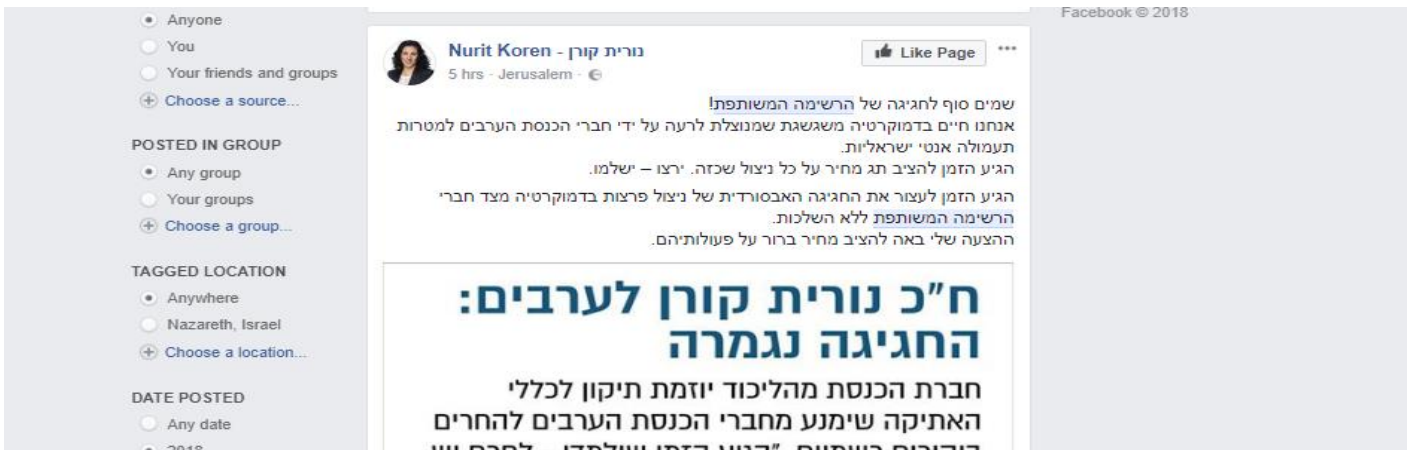 Facebook © 2018
Anyone
You
Your friends and groups
Choose a source...
POSTED IN GROUP
Any group
Your groups
Choose a group...
TAGGED LOCATION
Anywhere
Nazareth, Israel
Choose a location...
DATE POSTED
Any date
2018
Nurit Koren - נורית קורן
Like Page
5 hrs · Jerusalem ·
שמים סוף לחגיגה של הרשימה המשותפת!
אנחנו חיים בדמוקרטיה משגשגת שמנוצלת לרעה על ידי חברי הכנסת הערבים למטרות
תעמולה אנטי ישראליות.
הגיע הזמן להציב תג מחיר על כל ניצול שכזה. ירצו – ישלמו.
הגיע הזמן לעצור את החגיגה האבסורדית של ניצול פרצות בדמוקרטיה מצד חברי
הרשימה המשותפת ללא השלכות.
ההצעה שלי באה להציב מחיר ברור על פעולותיהם.
ח"כ נורית קורן לערבים:
החגיגה נגמרה
חברת הכנסת מהליכוד יוזמת תיקון לכללי
האתיקה שימנע מחברי הכנסת הערבים להחרים